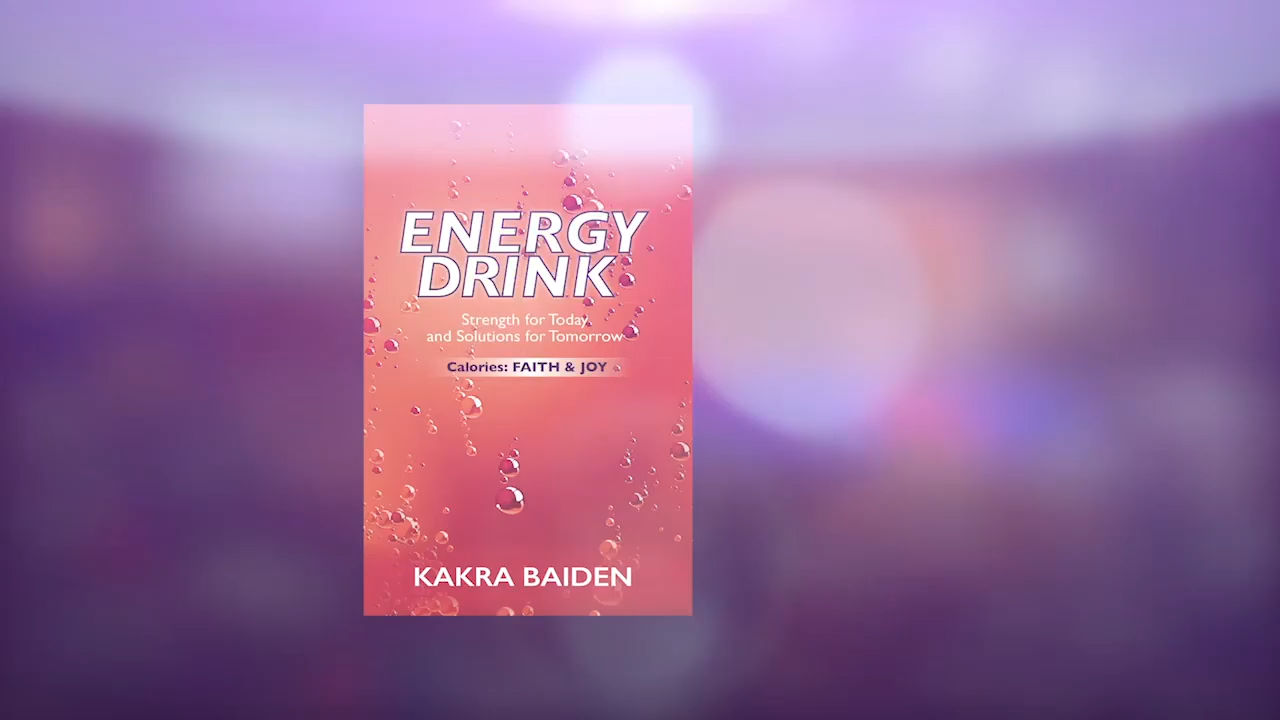 ENERGY
DRINK
Strength for Today
and Solutions for Tomorrow
Calories: FAITH & JOY
KAKRA BAIDEN